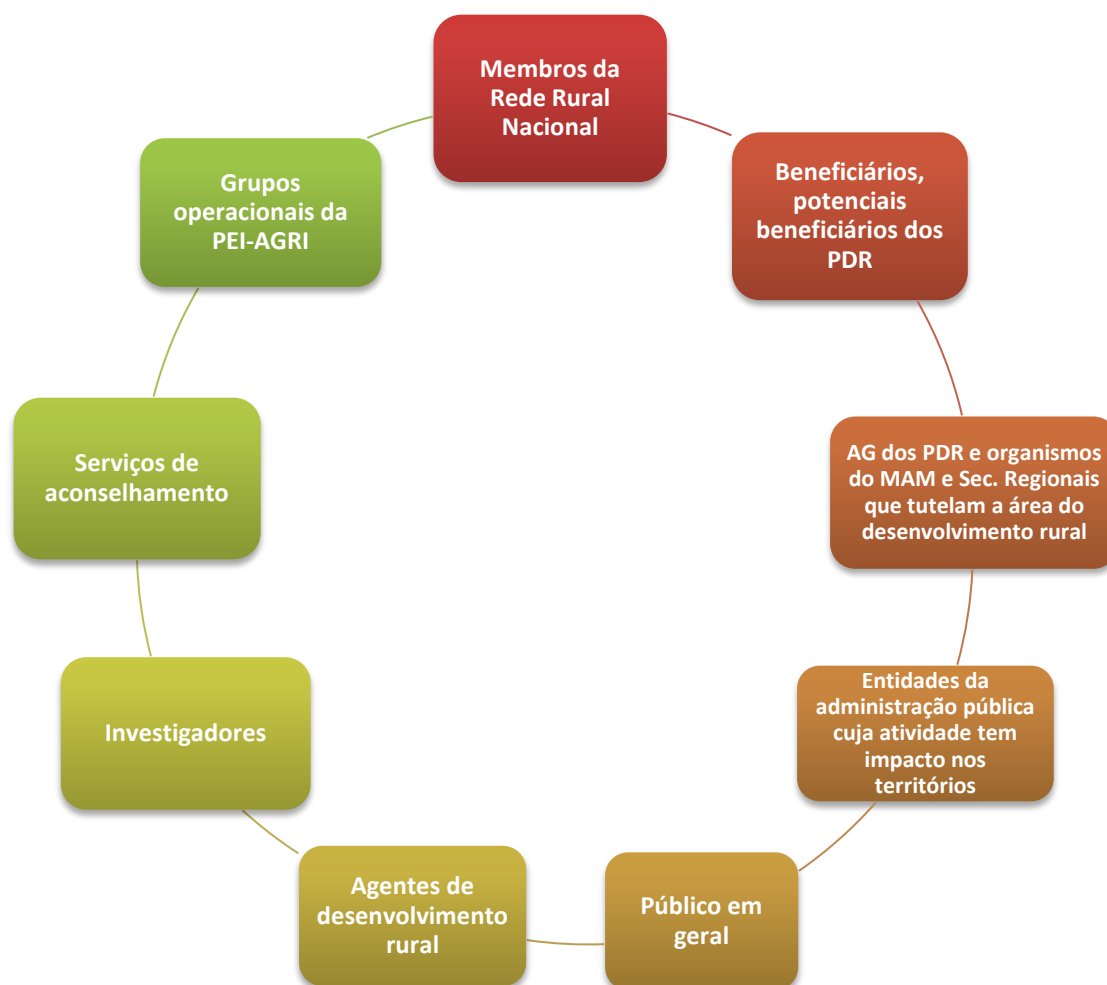 Membros da
Rede Rural
Nacional
Beneficiários,
potenciais
beneficiários dos
PDR
AG dos PDR e organismos
do MAM e Sec. Regionais
que tutelam a área do
desenvolvimento rural
Entidades da
administração pública
cuja atividade tem
impacto nos
territórios
Público em
geral
Agentes de
desenvolvimento
rural
Investigadores
Serviços de
aconselhamento
Grupos
operacionais da
PEI-AGRI